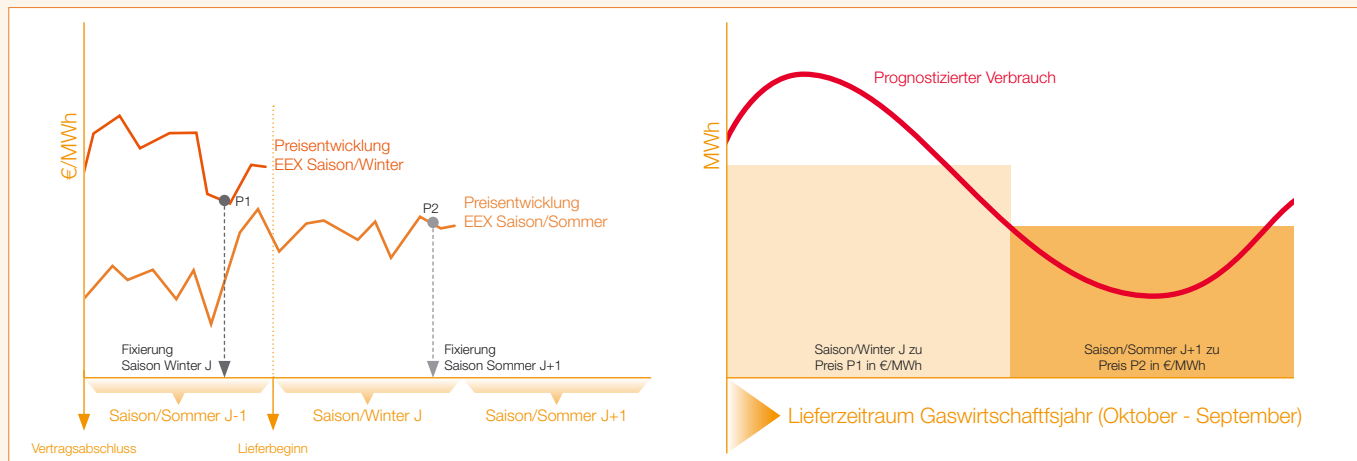 €/MWh
Preisentwicklung
EEX Saison/Winter
P1
P2
Preisentwicklung
EEX Saison/Sommer
Fixierung
Saison Winter J
Fixierung
Saison Sommer J+1
Saison/Sommer J-1
Saison/Winter J
Saison/Sommer J+1
Vertragsabschluss
Lieferbeginn
MWh
Prognostizierter Verbrauch
Saison/Winter J zu
Preis P1 in €/MWh
Saison/Sommer J+1 zu
Preis P2 in €/MWh
Lieferzeitraum Gaswirtschaftfsjahr (Oktober - September)